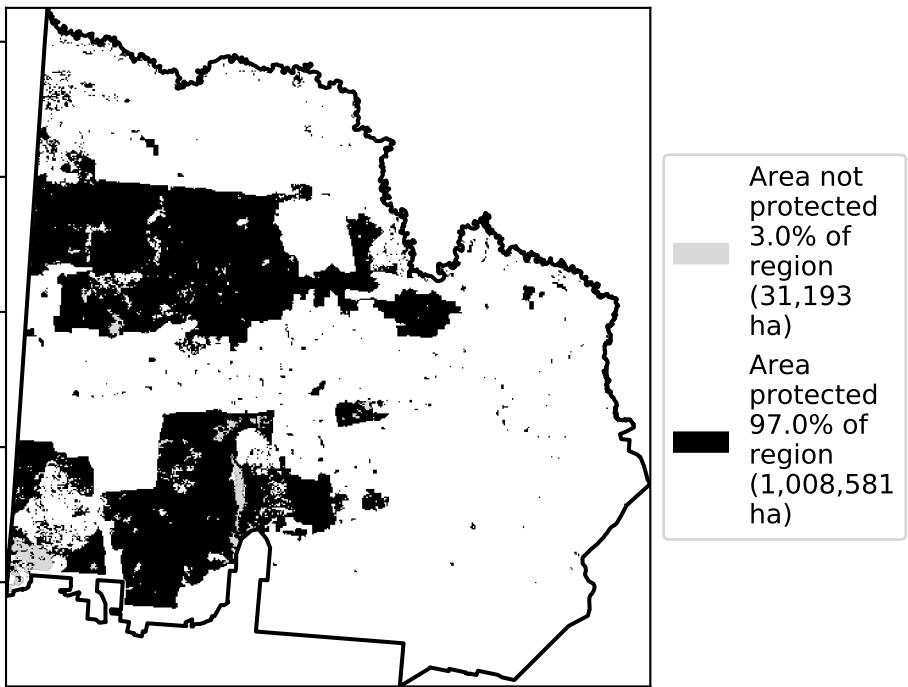 Area not
protected
3.0% of
region
(31,193
ha)
Area
protected
97.0% of
region
(1,008,581
ha)